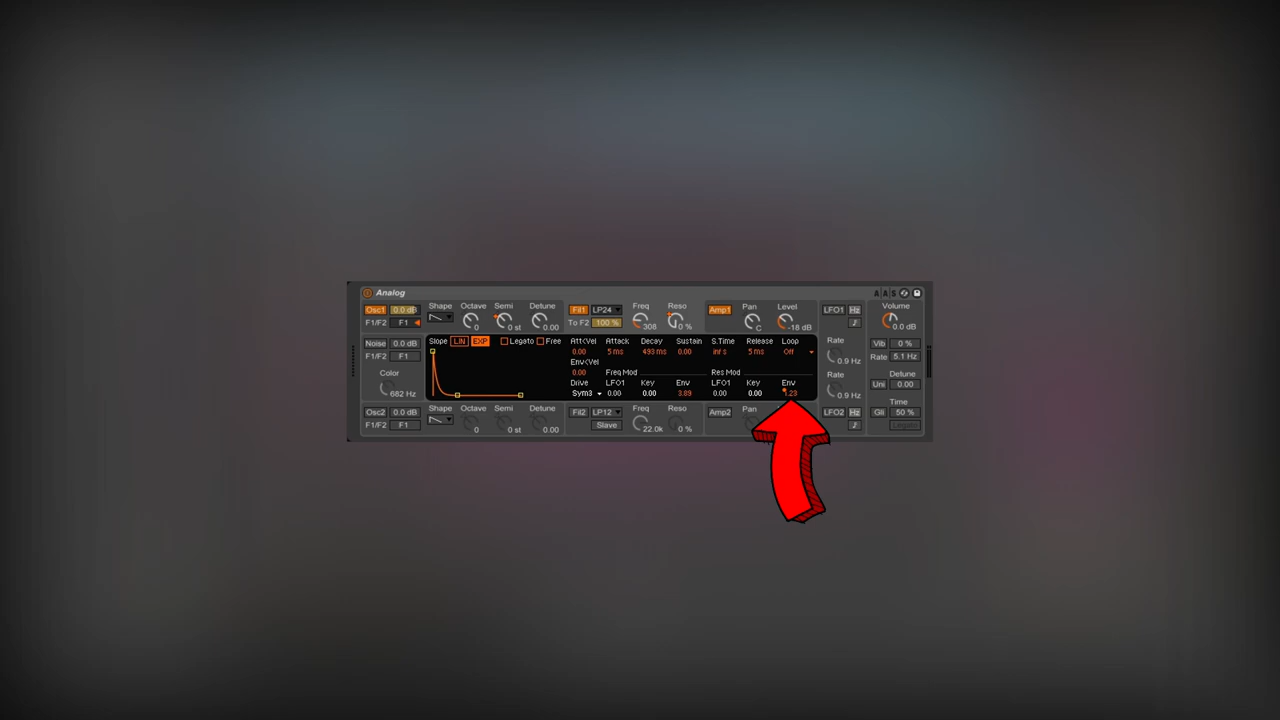 Analog AAS
Osc1 0.0 dB Shape Octave Semi Detune Fil1 LP24 Freq Reso Amp1 Pan Level LFO1 Hz Volume
F1/F2 F1 0 0 st 0.00 To F2 100 % 308 0 % C -18 dB 0.0 dB
Noise 0.0 dB Slope LIN EXP Legato Free Att<Vel Attack Decay Sustain S.Time Release Loop Rate Vib 0 %
F1/F2 F1 0.00 5 ms 493 ms 0.00 inf s 5 ms Off 0.9 Hz Rate 5.1 Hz
Env<Vel
Color 0.00 Freq Mod Res Mod Detune
682 Hz Drive LFO1 Key Env LFO1 Key Env Rate Uni 0.00
Sym3 0.00 0.00 3.89 0.00 0.00 0.9 Hz Time
Osc2 0.0 dB Shape Octave Semi Detune Fil2 LP12 Freq Reso Amp2 Pan LFO2 Hz Gli 50 %
F1/F2 F1 0 0 st 0.00 Slave 22.0k 0 % Legato